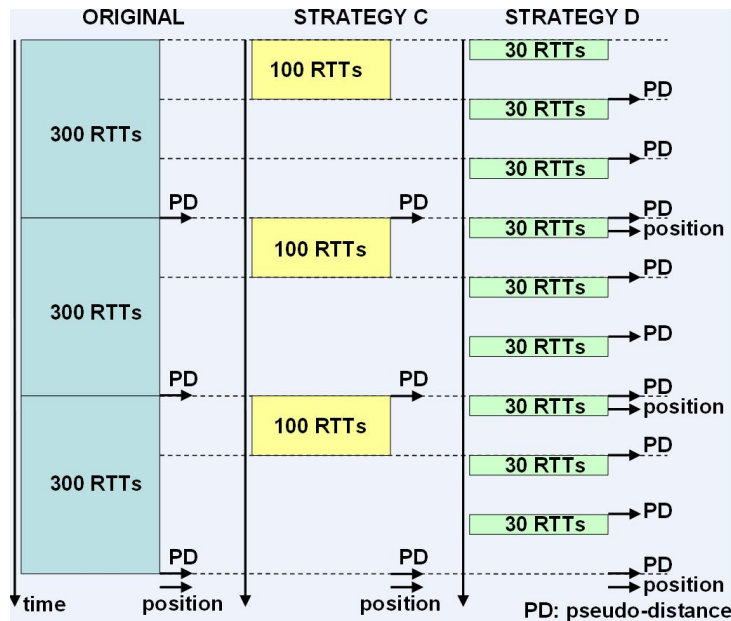 ORIGINAL STRATEGY C STRATEGY D
30 RTTs
100 RTTs
PD
30 RTTs
300 RTTs
PD
30 RTTs
PD PD PD
30 RTTs position
100 RTTs
PD
30 RTTs
300 RTTs
PD
30 RTTs
PD PD PD
30 RTTs position
100 RTTs
PD
30 RTTs
300 RTTs
PD
30 RTTs
PD PD PD
time position position position
PD: pseudo-distance